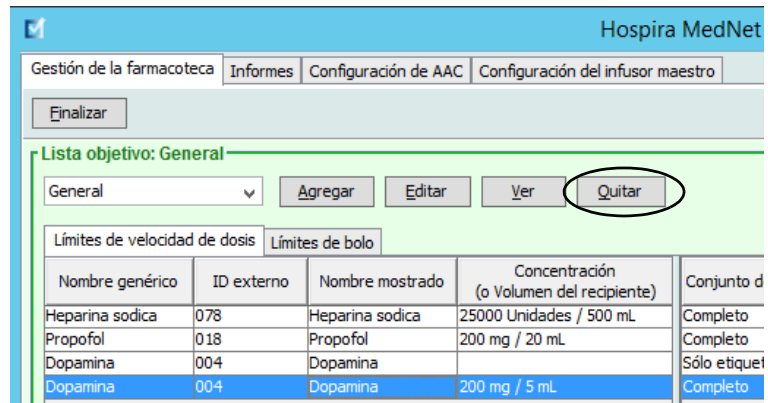 Hospira MedNet
Gestión de la farmacoteca Informes Configuración de AAC Configuración del infusor maestro
Finalizar
Lista objetivo: General
General Agregar Editar Ver Quitar
Límites de velocidad de dosis Límites de bolo
Nombre genérico ID externo Nombre mostrado Concentración (o Volumen del recipiente) Conjunto d
Heparina sodica 078 Heparina sodica 25000 Unidades / 500 mL Completo
Propofol 018 Propofol 200 mg / 20 mL Completo
Dopamina 004 Dopamina Sólo etiquet
Dopamina 004 Dopamina 200 mg / 5 mL Completo